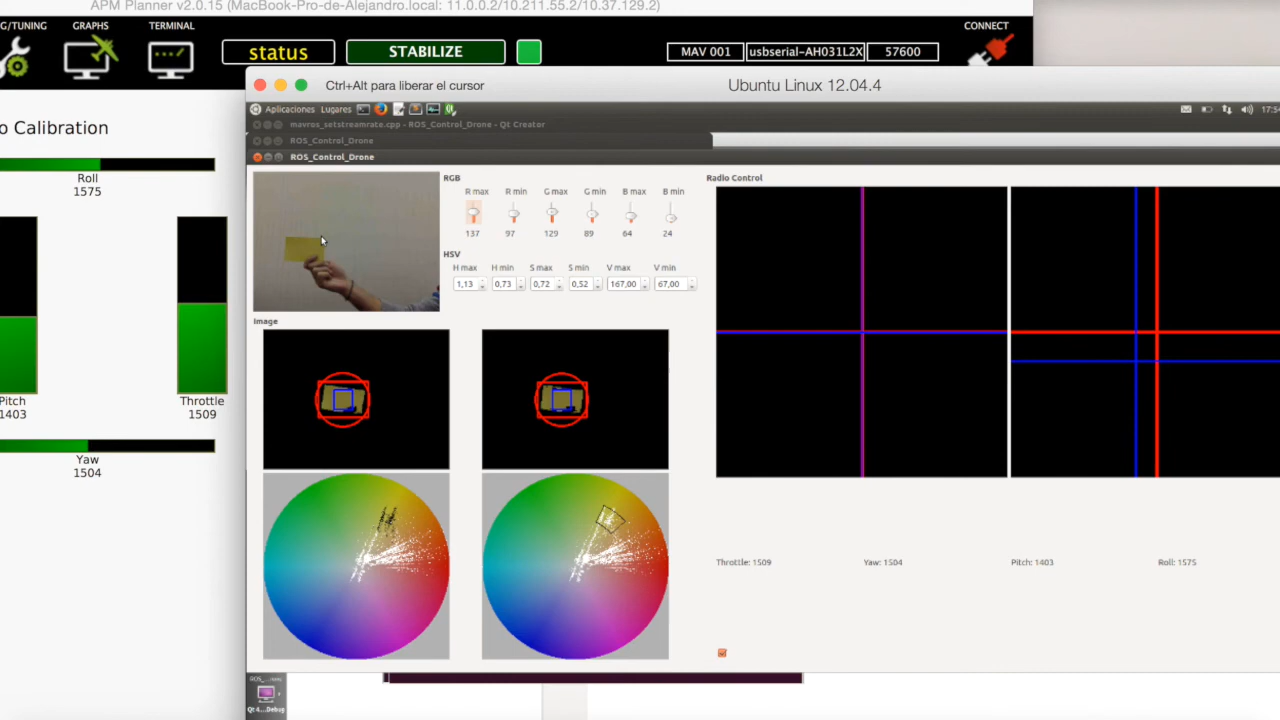 APM Planner v2.0.15 (MacBook-Pro-de-Alejandro.local: 11.0.0.2/10.211.55.2/10.37.129.2)
G/TUNING GRAPHS TERMINAL CONNECT
status STABILIZE MAV 001 usbserial-AH031L2X 57600
Ctrl+Alt para liberar el cursor Ubuntu Linux 12.04.4
Aplicaciones Lugares 17:54
mavros_setstreamrate.cpp - ROS_Control_Drone - Qt Creator
ROS_Control_Drone
ROS_Control_Drone
o Calibration
Roll
1575
Pitch
1403
Throttle
1509
Yaw
1504
RGB
R max R min G max G min B max B min
137 97 129 89 64 24
HSV
H max H min S max S min V max V min
1,13 0,73 0,72 0,52 167,00 67,00
Image
Radio Control
Throttle: 1509 Yaw: 1504 Pitch: 1403 Roll: 1575
Qt 4...Debug